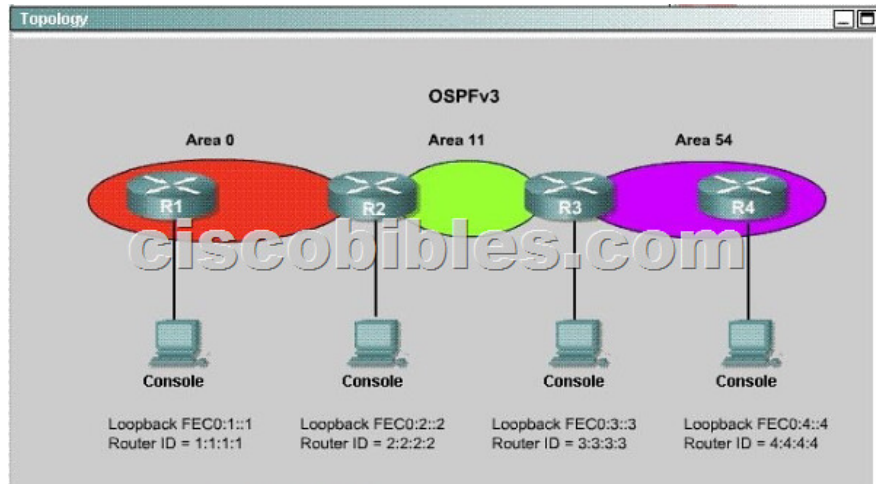 Topology
OSPFv3
Area 0 Area 11 Area 54
R1 R2 R3 R4
ciscobibles.com
Console Console Console Console
Loopback FEC0:1::1 Loopback FEC0:2::2 Loopback FEC0:3::3 Loopback FEC0:4::4
Router ID = 1:1:1:1 Router ID = 2:2:2:2 Router ID = 3:3:3:3 Router ID = 4:4:4:4